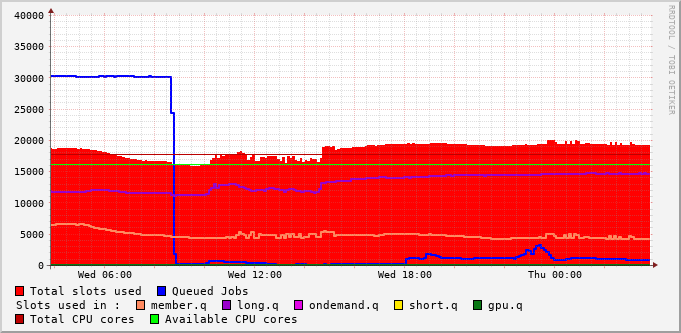 40000
35000
30000
25000
20000
15000
10000
5000
0
Wed 06:00 Wed 12:00 Wed 18:00 Thu 00:00
Total slots used Queued Jobs
Slots used in : member.q long.q ondemand.q short.q gpu.q
Total CPU cores Available CPU cores
RRDTOOL / TOBI OETIKER